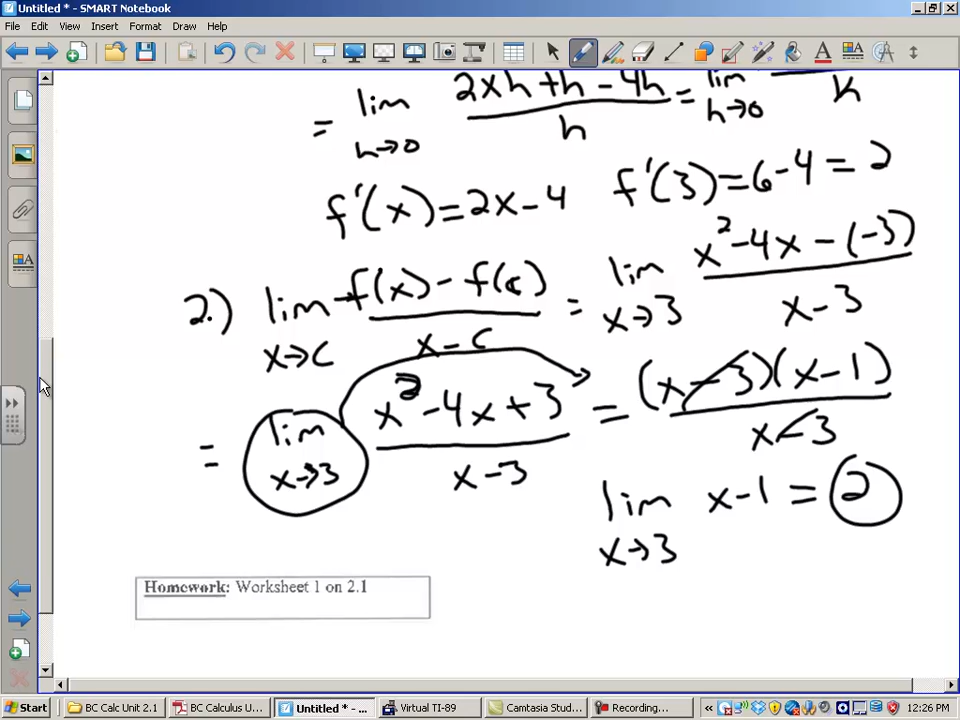 Untitled * - SMART Notebook
File Edit View Insert Format Draw Help
= lim h→0 2xh+h-4h / h = lim h→0 h
f'(x)=2x-4 f'(3)=6-4=2
2.) lim x→c f(x)-f(c) / x-c = lim x→3 x²-4x-(-3) / x-3
= lim x→3 x²-4x+3 / x-3 = (x-3)(x-1) / x-3
lim x→3 x-1 = 2
Homework: Worksheet 1 on 2.1
Start BC Calc Unit 2.1 BC Calculus U... Untitled * - ... Virtual TI-89 Camtasia Stud... Recording... 12:26 PM